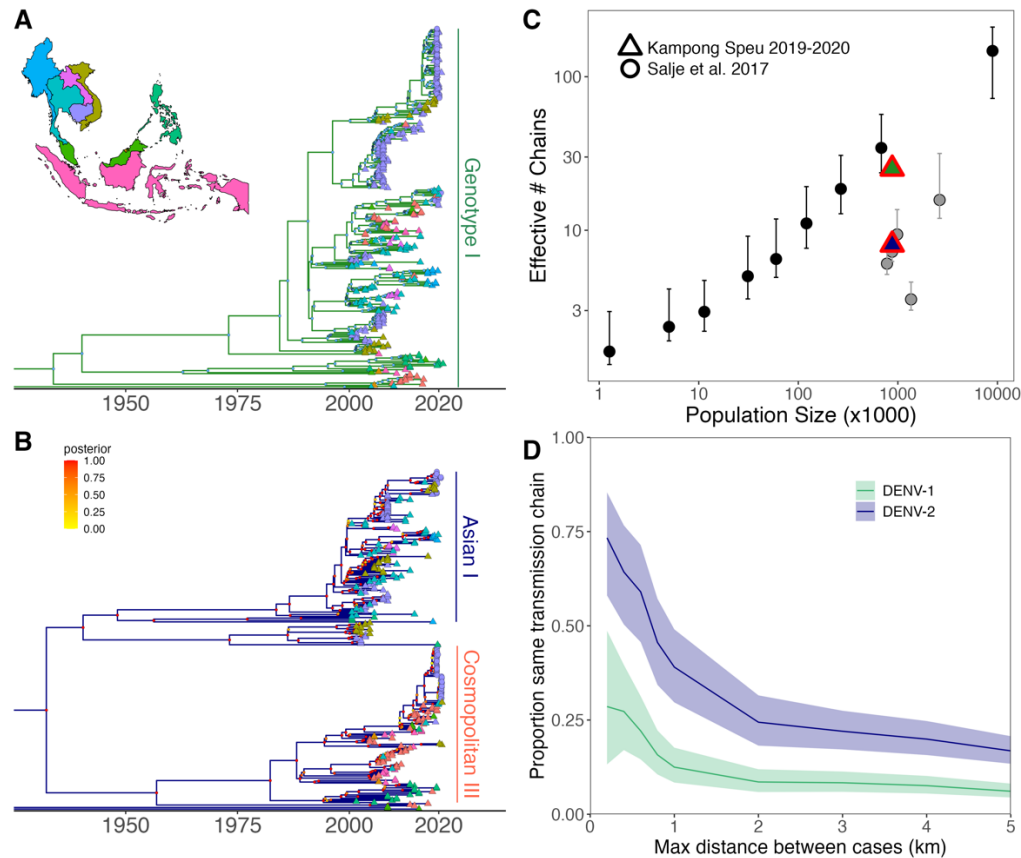 A
Genotype I
1950
1975
2000
2020
B
posterior
1.00
0.75
0.50
0.25
0.00
Asian I
Cosmopolitan III
1950
1975
2000
2020
C
Kampong Speu 2019-2020
Salje et al. 2017
Effective # Chains
100
30
10
3
1
10
100
1000
10000
Population Size (x1000)
D
DENV-1
DENV-2
Proportion same transmission chain
1.00
0.75
0.50
0.25
0.00
0
1
2
3
4
5
Max distance between cases (km)